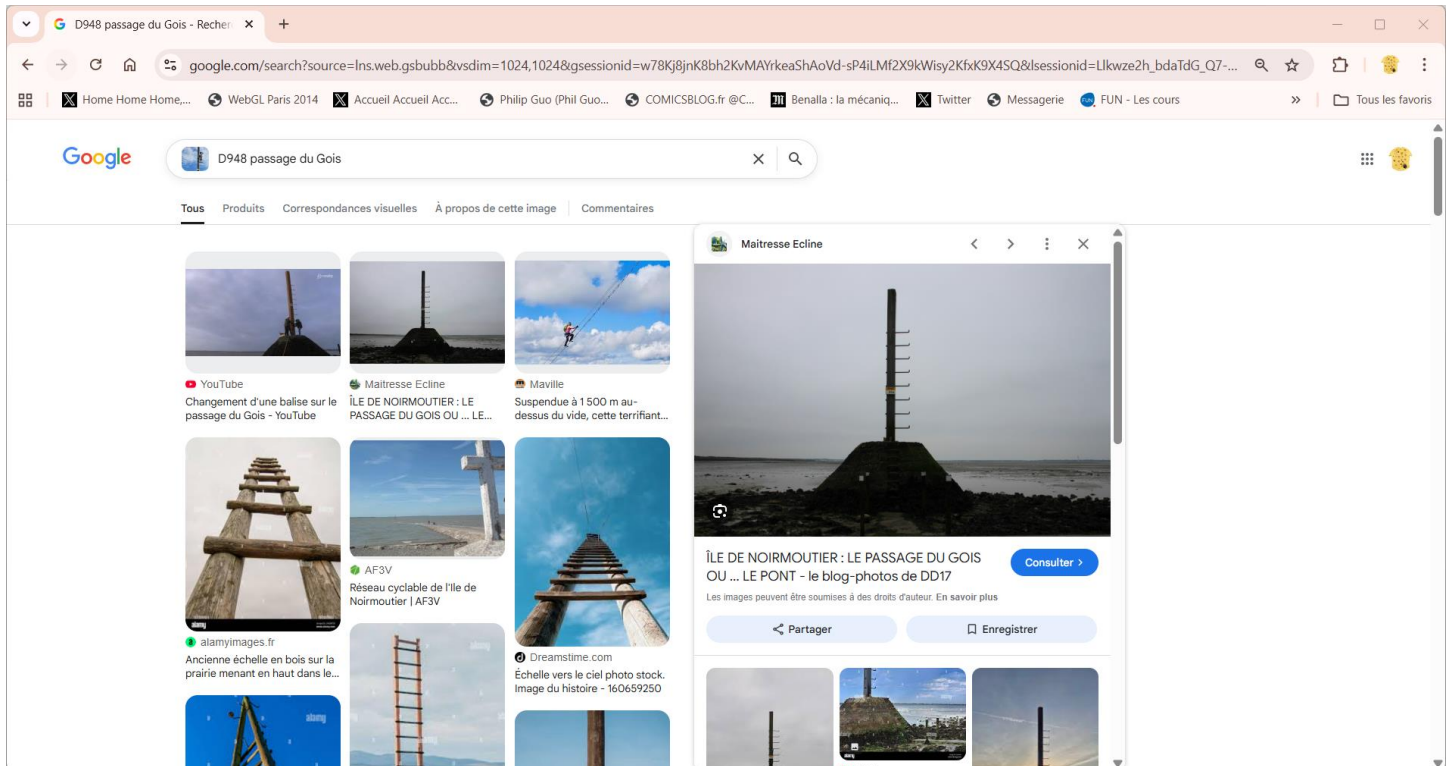 D948 passage du Gois - Recher
google.com/search?source=lns.web.gsbubb&vsdim=1024,1024&gsessionid=w78Kj8jnK8bh2KvMAYrkeaShAoVd-sP4iLMf2X9kWisy2KfxK9X4SQ&lsessionid=Llkwze2h_bdaTdG_Q7-...
Home Home Home,... WebGL Paris 2014 Accueil Accueil Acc... Philip Guo (Phil Guo... COMICSBLOG.fr @C... Benalla : la mécaniq... Twitter Messagerie FUN - Les cours » Tous les favoris
Google D948 passage du Gois
Tous Produits Correspondances visuelles À propos de cette image Commentaires
YouTube
Changement d'une balise sur le
passage du Gois - YouTube
Maitresse Ecline
ÎLE DE NOIRMOUTIER : LE
PASSAGE DU GOIS OU ... LE...
Maville
Suspendue à 1 500 m au-
dessus du vide, cette terrifiant...
alamy
alamyimages.fr
Ancienne échelle en bois sur la
prairie menant en haut dans le...
AF3V
Réseau cyclable de l'Ile de
Noirmoutier | AF3V
Dreamstime.com
Échelle vers le ciel photo stock.
Image du histoire - 160659250
alamy
alamy
Maitresse Ecline
ÎLE DE NOIRMOUTIER : LE PASSAGE DU GOIS
OU ... LE PONT - le blog-photos de DD17
Consulter >
Les images peuvent être soumises à des droits d'auteur. En savoir plus
Partager Enregistrer
alamy